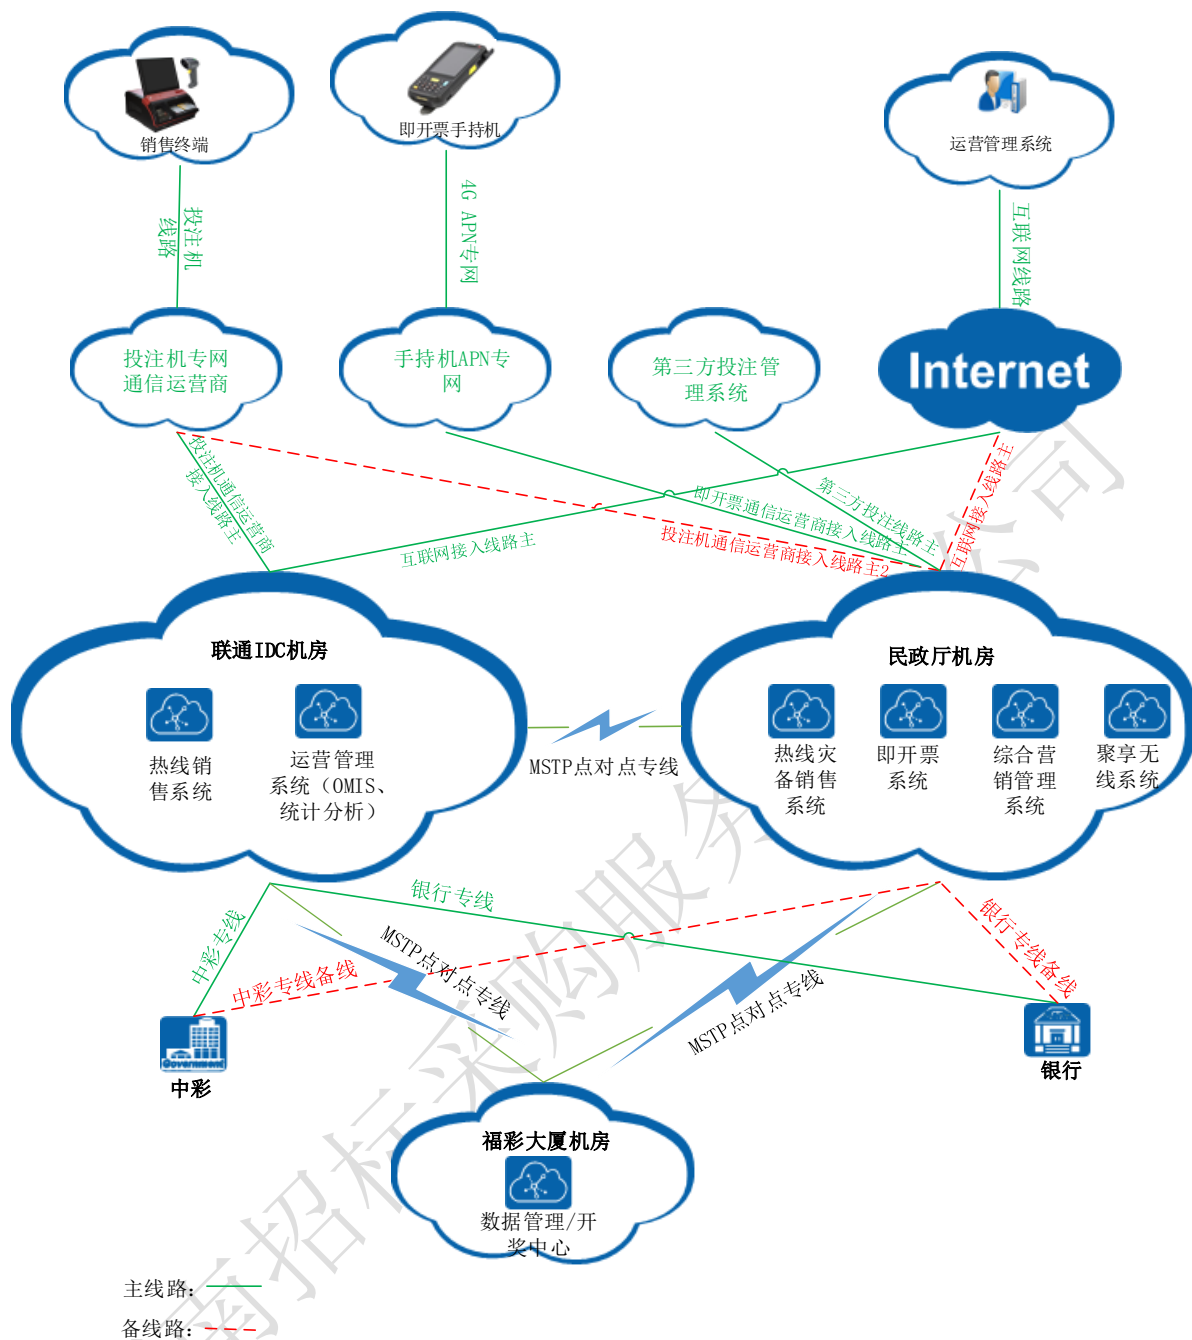 销售终端
即开票手持机
运营管理系统
投注机
线路
4G APN专网
互联网线路
投注机专网
通信运营商
手持机APN专
网
第三方投注管
理系统
Internet
投注机通信运营商
接入线路主
互联网接入线路主
即开票通信运营商接入线路主
第三方投注线路主
投注机通信运营商接入线路主2
互联网接入线路主
联通IDC机房
热线销
售系统
运营管理
系统（OMIS、
统计分析）
MSTP点对点专线
民政厅机房
热线灾
备销售
系统
即开票
系统
综合营
销管理
系统
聚享无
线系统
银行专线
中彩专线
中彩专线备线
MSTP点对点专线
MSTP点对点专线
银行专线备线
Government
中彩
银行
福彩大厦机房
数据管理/开
奖中心
主线路：
备线路：
南招标采购服务
公司